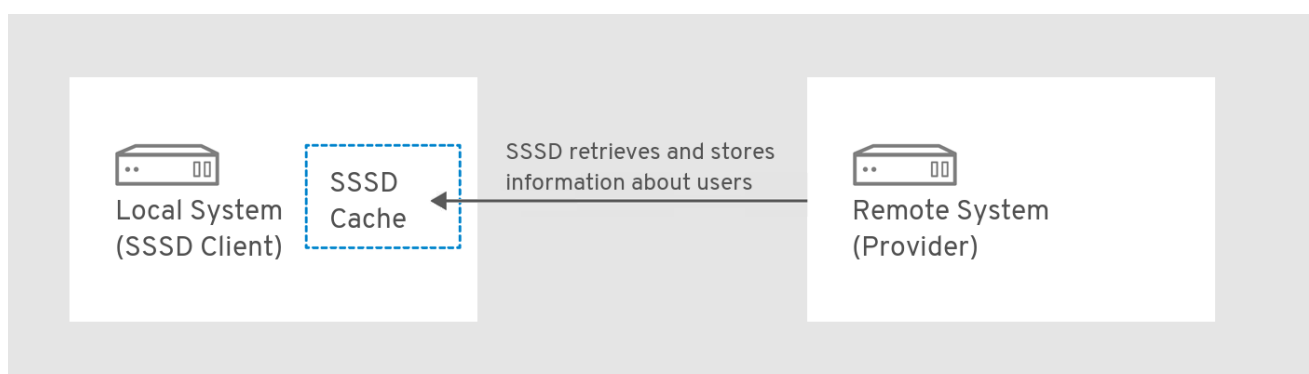 Local System
(SSSD Client)
SSSD
Cache
SSSD retrieves and stores
information about users
Remote System
(Provider)